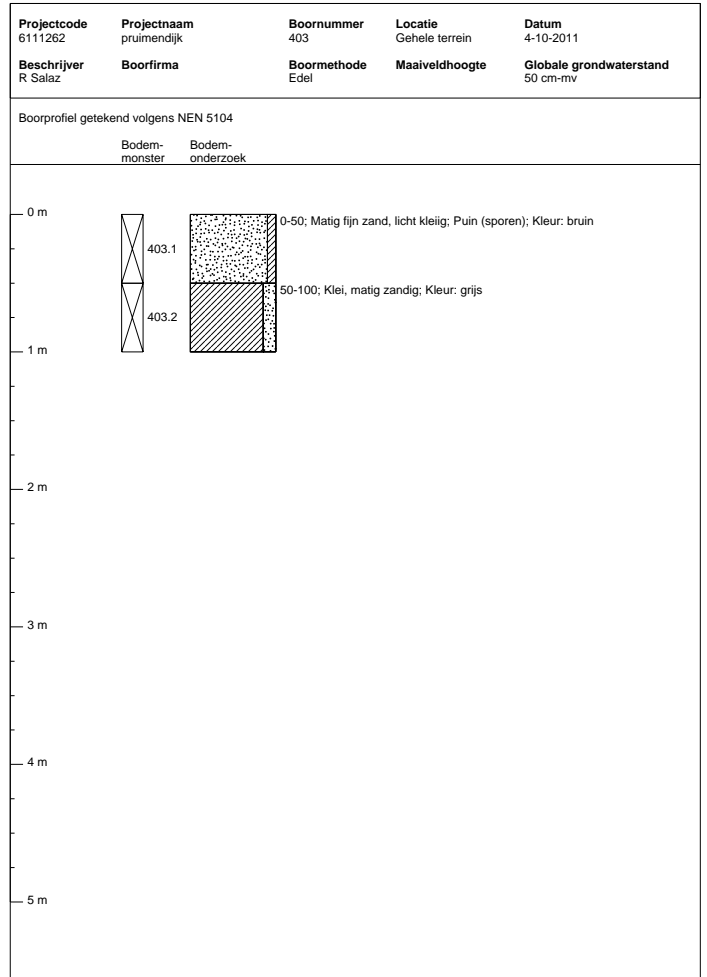 Projectcode Projectnaam Boornummer Locatie Datum
6111262 pruimendijk 403 Gehele terrein 4-10-2011
Beschrijver Boorfirma Boormethode Maaiveldhoogte Globale grondwaterstand
R Salaz Edel 50 cm-mv
Boorprofiel getekend volgens NEN 5104
Bodem- Bodem-
monster onderzoek
0 m
0-50; Matig fijn zand, licht kleiig; Puin (sporen); Kleur: bruin
403.1
50-100; Klei, matig zandig; Kleur: grijs
403.2
1 m
2 m
3 m
4 m
5 m